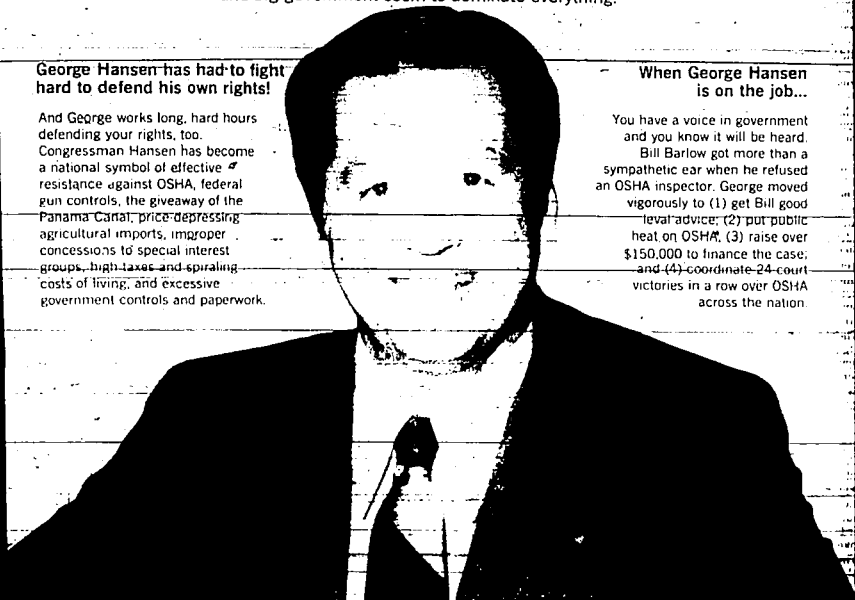 and big government seem to dominate everything.
George Hansen has had to fight
hard to defend his own rights!
And George works long, hard hours
defending your rights, too.
Congressman Hansen has become
a national symbol of effective
resistance against OSHA, federal
gun controls, the giveaway of the
Panama Canal, price-depressing
agricultural imports, improper
concessions to special interest
groups, high taxes and spiraling
costs of living, and excessive
government controls and paperwork.
When George Hansen
is on the job...
You have a voice in government
and you know it will be heard.
Bill Barlow got more than a
sympathetic ear when he refused
an OSHA inspector. George moved
vigorously to (1) get Bill good
leval advice; (2) put public
heat on OSHA; (3) raise over
$150,000 to finance the case;
and (4) coordinate 24 court
victories in a row over OSHA
across the nation.